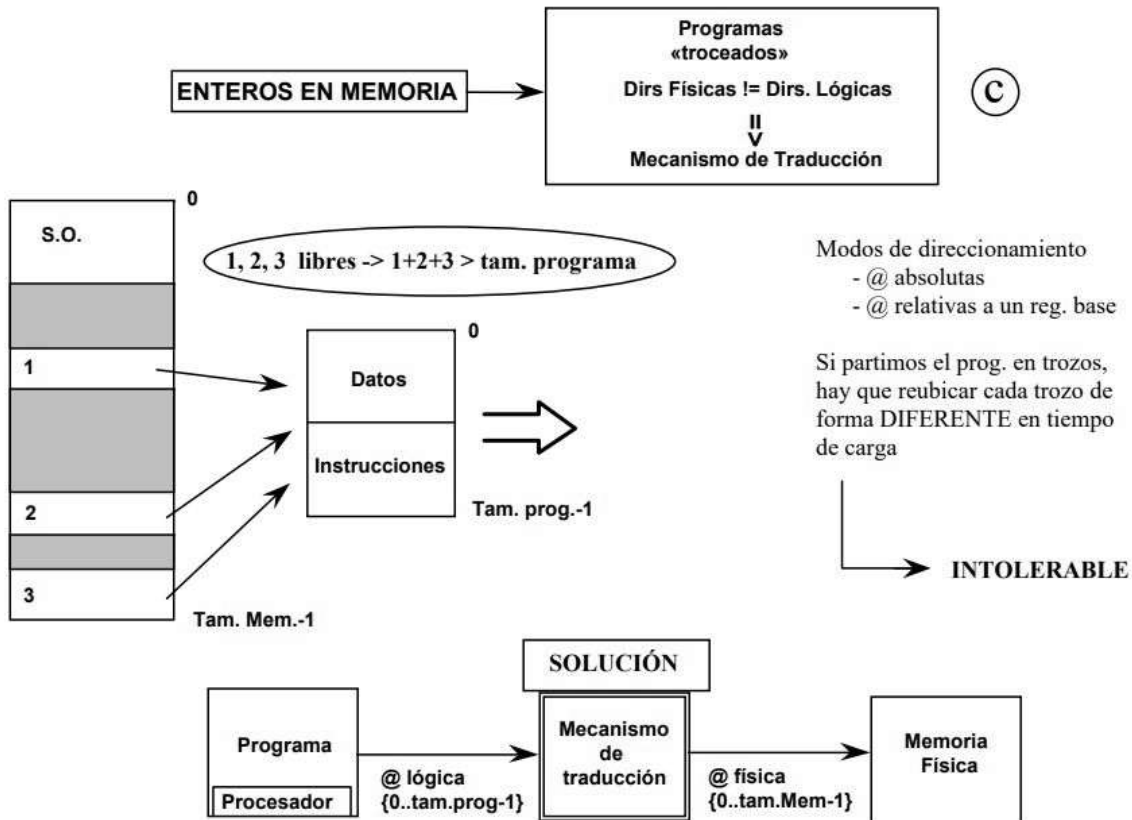 Programas
«troceados»
ENTEROS EN MEMORIA
Dirs Físicas != Dirs. Lógicas
C
Mecanismo de Traducción
0
S.O.
1, 2, 3 libres -> 1+2+3 > tam. programa
Modos de direccionamiento
- @ absolutas
- @ relativas a un reg. base
0
1
Datos
Si partimos el prog. en trozos,
hay que reubicar cada trozo de
forma DIFERENTE en tiempo
de carga
Instrucciones
2
Tam. prog.-1
INTOLERABLE
3
Tam. Mem.-1
SOLUCIÓN
Programa
Procesador
@ lógica
{0..tam.prog-1}
Mecanismo
de
traducción
@ física
{0..tam.Mem-1}
Memoria
Física